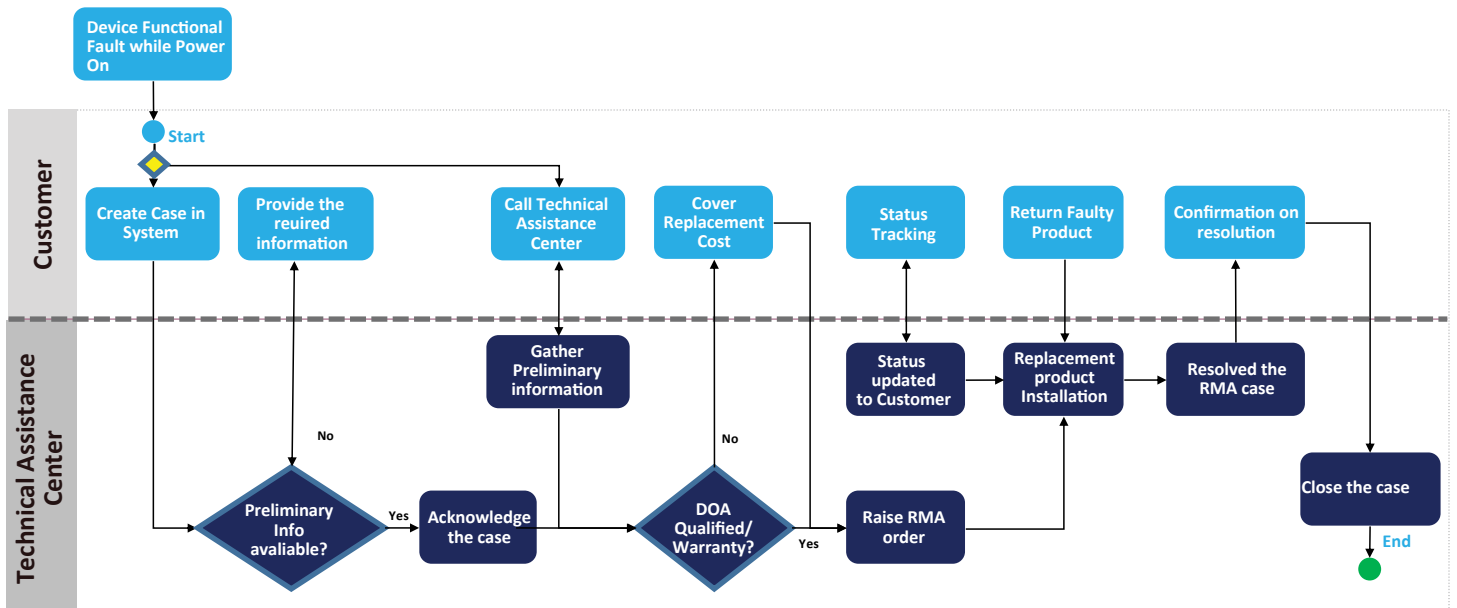 Device Functional
Fault while Power
On
Start
Customer
Create Case in
System
Provide the
reuired
information
Call Technical
Assistance
Center
Cover
Replacement
Cost
Status
Tracking
Return Faulty
Product
Confirmation on
resolution
Technical Assistance
Center
Gather
Preliminary
information
Status
updated
to Customer
Replacement
product
Installation
Resolved the
RMA case
No
No
Preliminary
Info
avaliable?
Yes
Acknowledge
the case
DOA
Qualified/
Warranty?
Yes
Raise RMA
order
Close the case
End